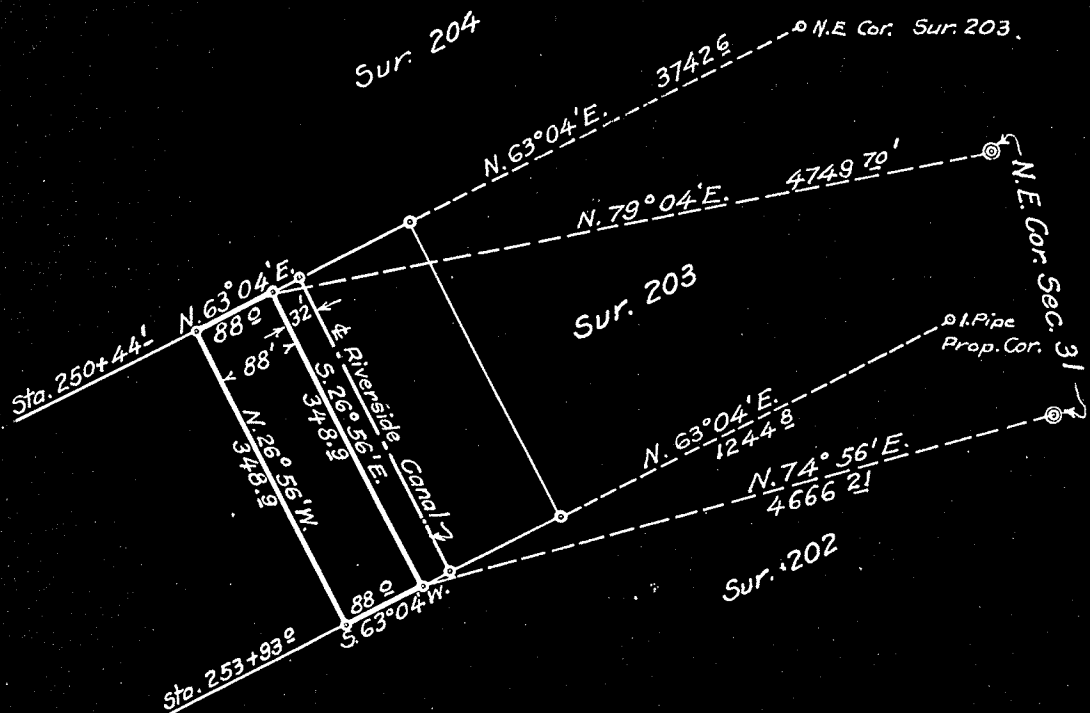 Sur. 204
N.E Cor. Sur. 203.
3742 6
N. 63° 04' E.
4749 70'
N. 79° 04' E.
N.E. Cor. Sec. 31
N. 63° 04' E.
88 0
32'
88'
Sta. 250+44 1
℄ Riverside Canal
S. 26° 56' E.
348.9
N. 26° 56' W.
348.9
Sur. 203
I. Pipe
Prop. Cor.
N. 63° 04' E.
1244 8
N. 74° 56' E.
4666 21
Sur. 202
88 0
S. 63° 04' W.
Sta. 253+93 0